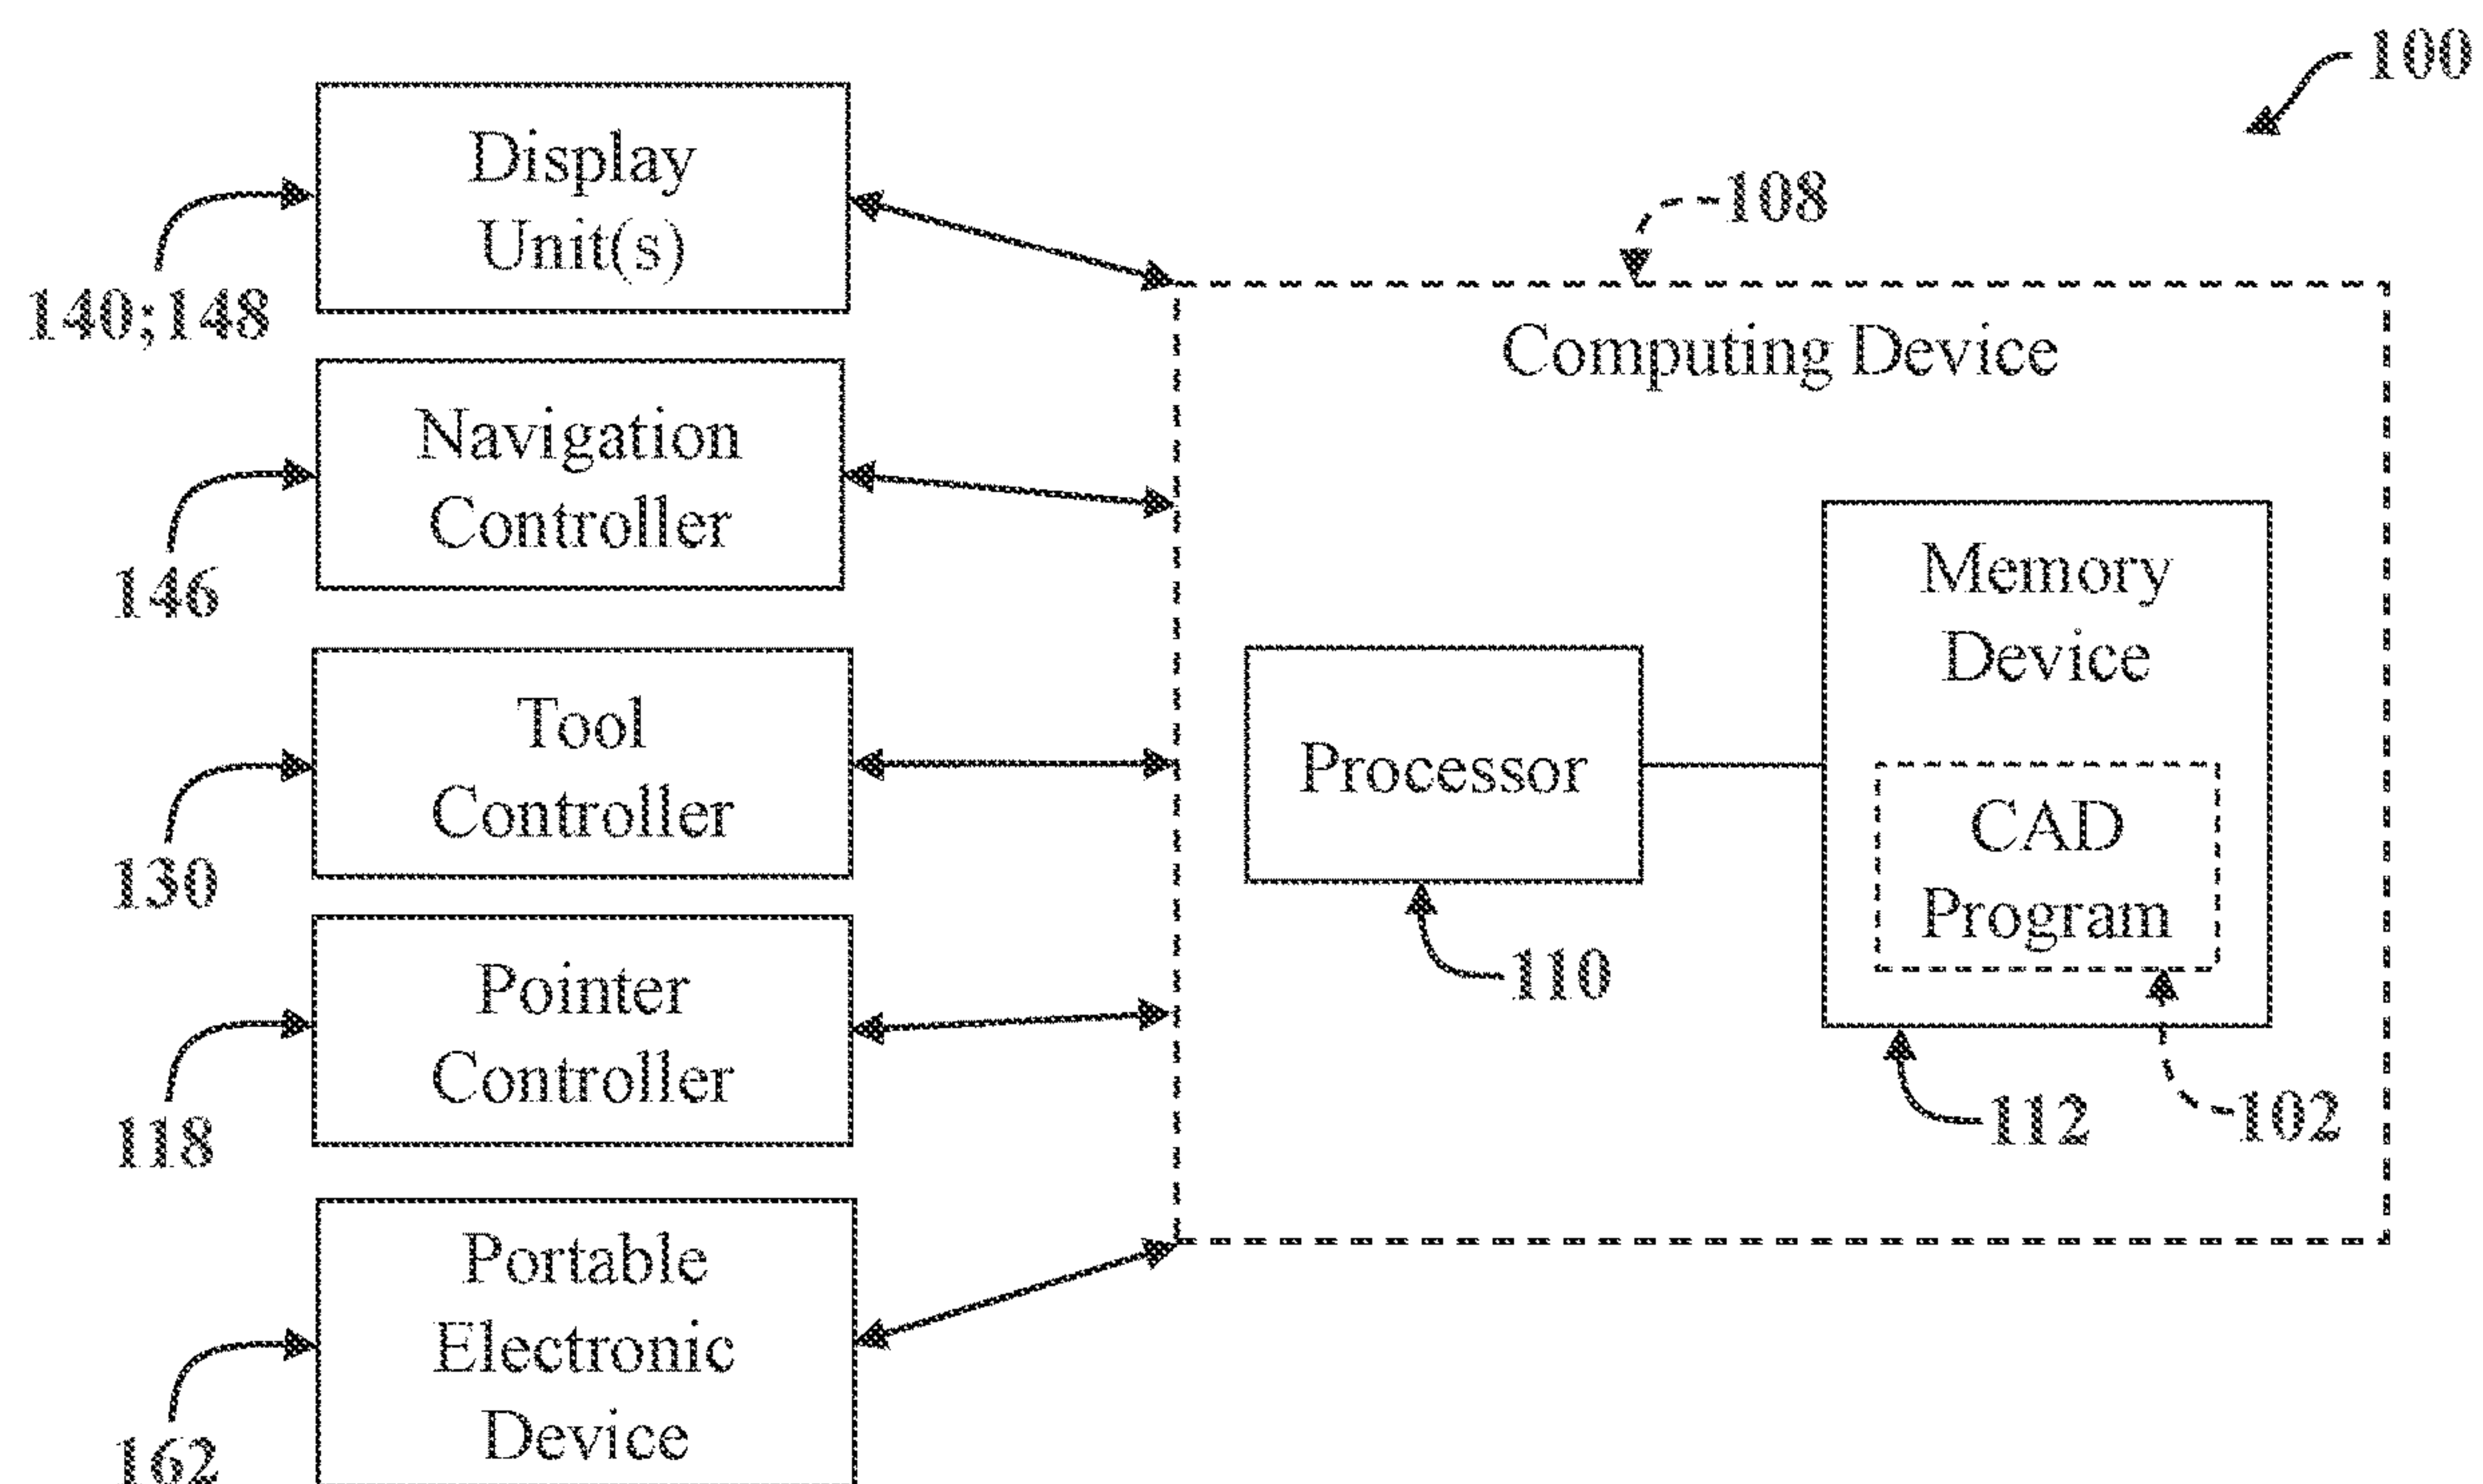 100
Display
Unit(s)
140;148
108
Computing Device
Navigation
Controller
146
Memory
Device
Tool
Controller
130
Processor
110
CAD
Program
112
102
Pointer
Controller
118
Portable
Electronic
Device
162